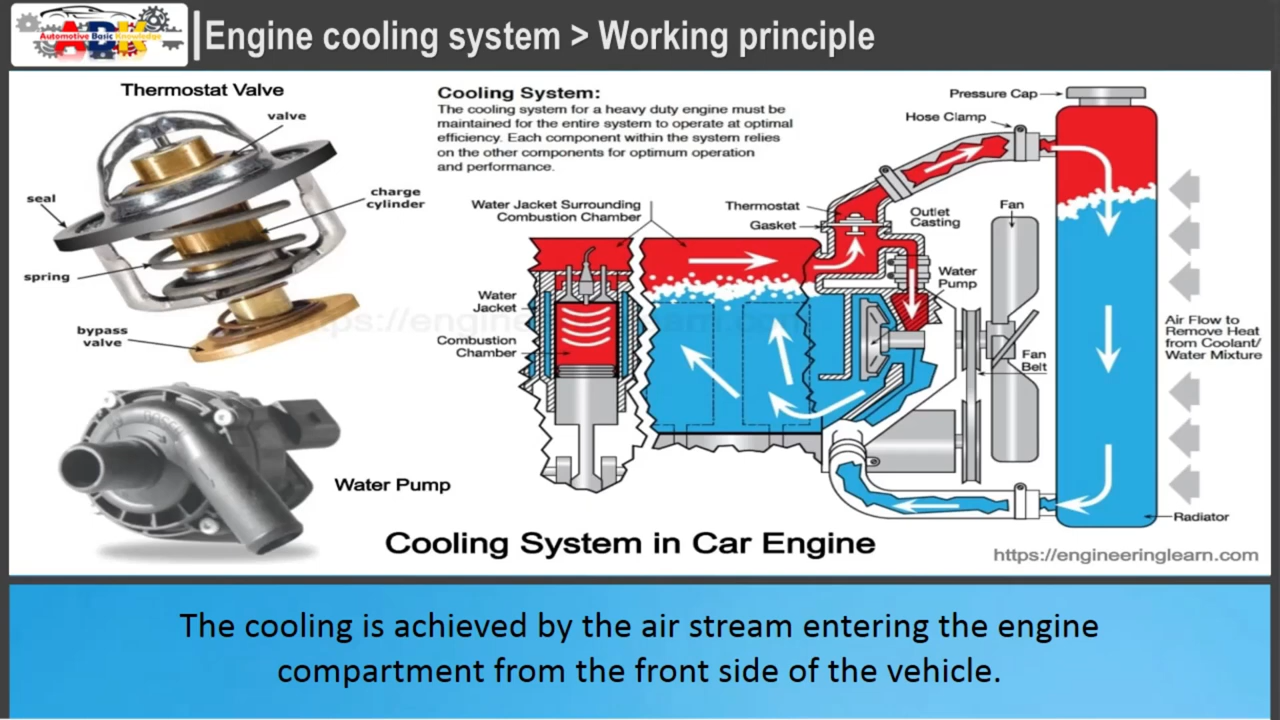 Automotive Basic Knowledge
ABK
Engine cooling system > Working principle
Thermostat Valve
valve
seal
charge
cylinder
spring
bypass
valve
Water Pump
Cooling System:
The cooling system for a heavy duty engine must be
maintained for the entire system to operate at optimal
efficiency. Each component within the system relies
on the other components for optimum operation
and performance.
Water Jacket Surrounding
Combustion Chamber
Water
Jacket
Combustion
Chamber
Thermostat
Gasket
Outlet
Casting
Water
Pump
Hose Clamp
Pressure Cap
Fan
Fan
Belt
Air Flow to
Remove Heat
from Coolant/
Water Mixture
Radiator
Cooling System in Car Engine
https://engineeringlearn.com
The cooling is achieved by the air stream entering the engine
compartment from the front side of the vehicle.